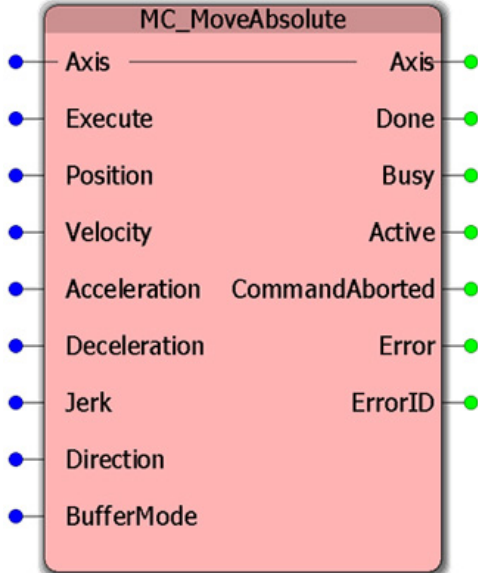 MC_MoveAbsolute
Axis Axis
Execute Done
Position Busy
Velocity Active
Acceleration CommandAborted
Deceleration Error
Jerk ErrorID
Direction
BufferMode